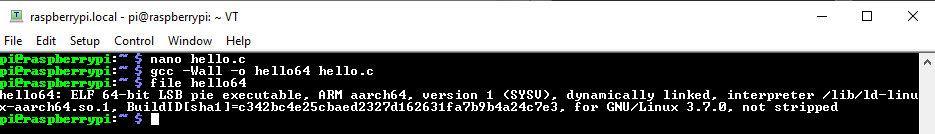 raspberrypi.local - pi@raspberrypi: ~ VT
File Edit Setup Control Window Help
pi@raspberrypi:~ $ nano hello.c
pi@raspberrypi:~ $ gcc -Wall -o hello64 hello.c
pi@raspberrypi:~ $ file hello64
hello64: ELF 64-bit LSB pie executable, ARM aarch64, version 1 (SYSV), dynamically linked, interpreter /lib/ld-linu
x-aarch64.so.1, BuildID[sha1]=c342bc4e25cbaed2327d162631fa7b9b4a24c7e3, for GNU/Linux 3.7.0, not stripped
pi@raspberrypi:~ $